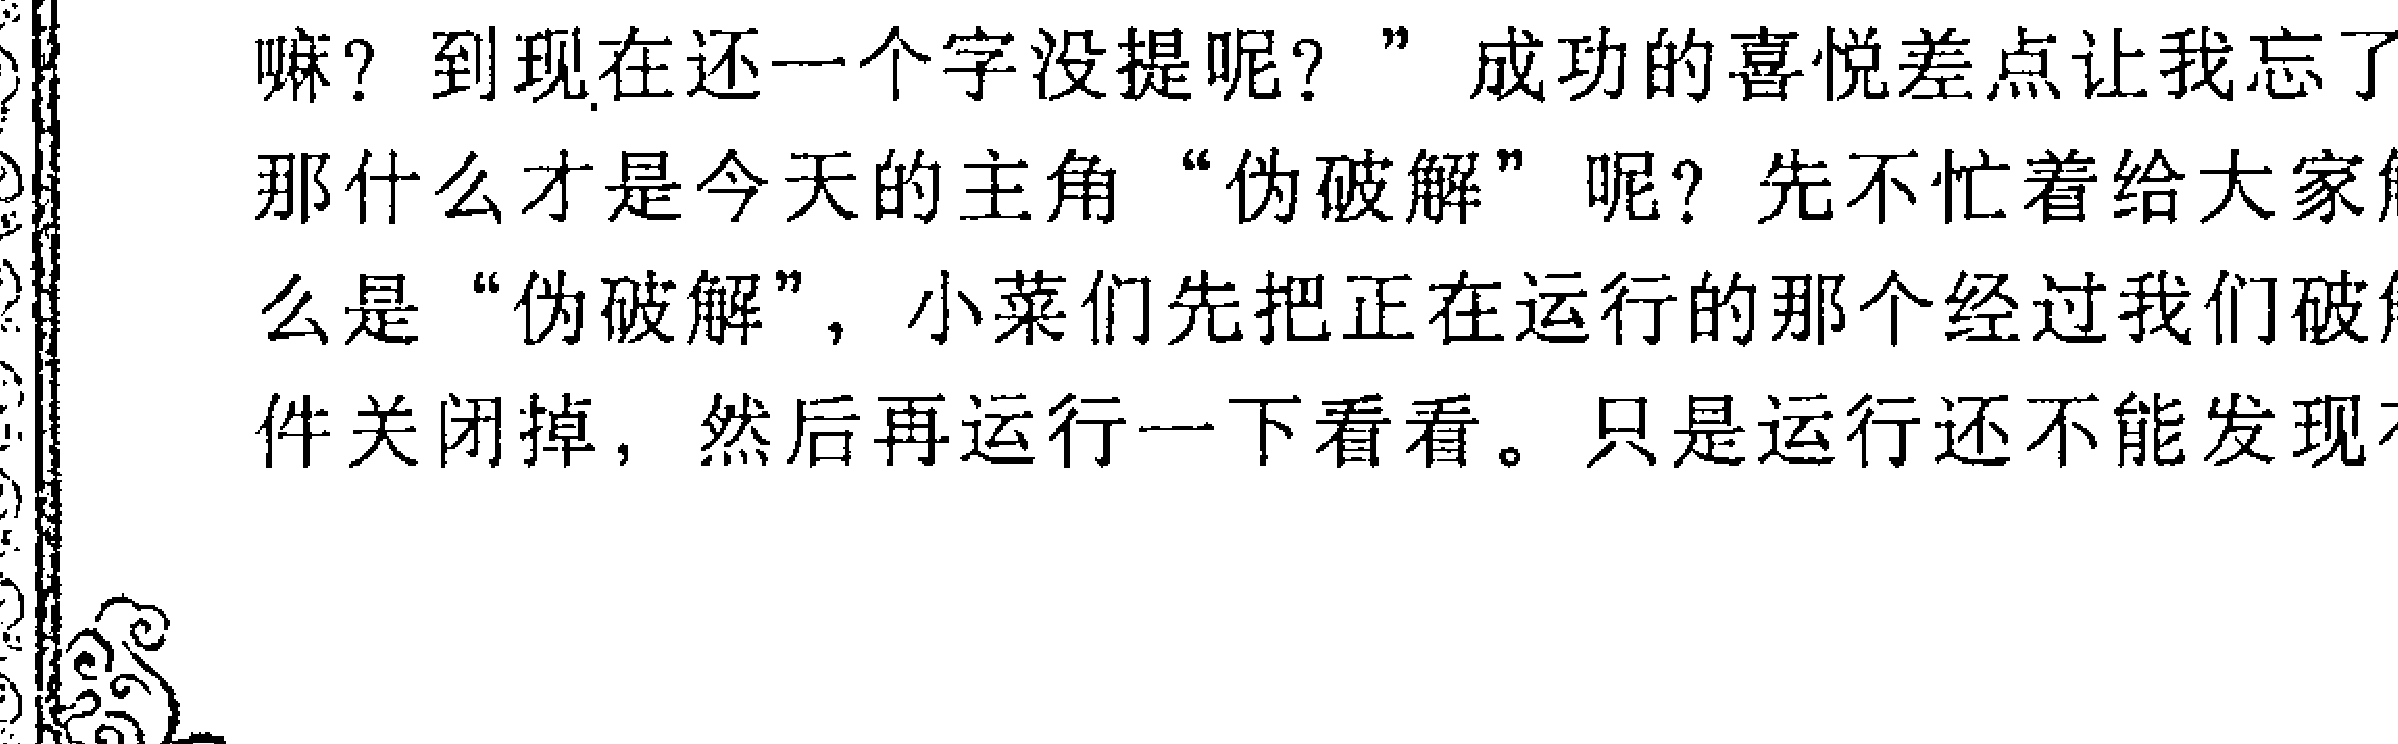 嘛？到现在还一个字没提呢？”成功的喜悦差点让我忘了
那什么才是今天的主角“伪破解”呢？先不忙着给大家
么是“伪破解”，小菜们先把正在运行的那个经过我们破
件关闭掉，然后再运行一下看看。只是运行还不能发现